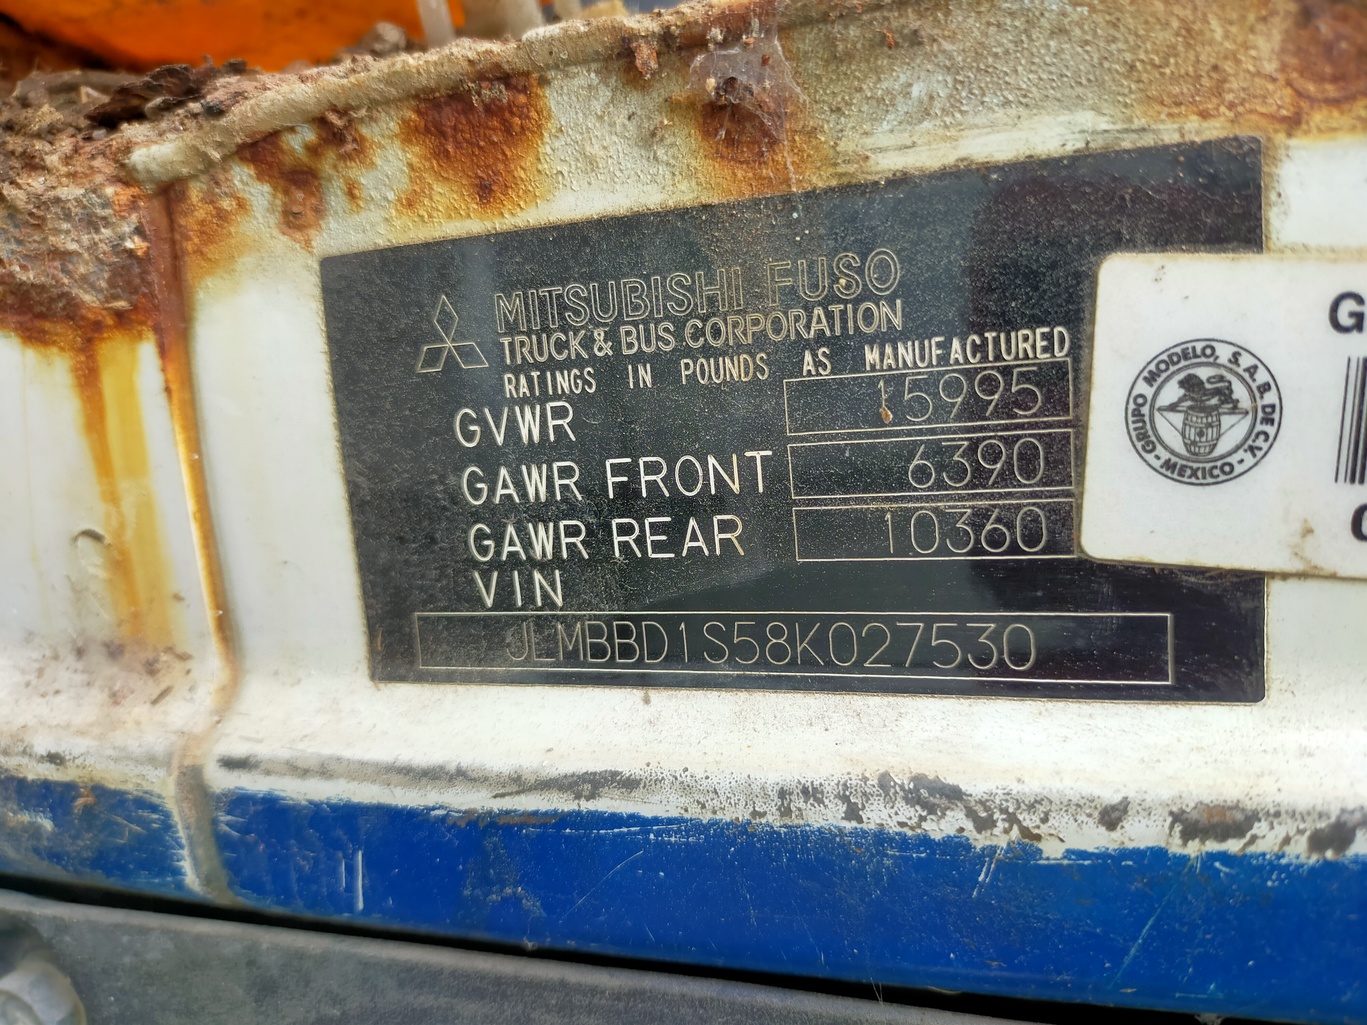 MITSUBISHI FUSO
TRUCK & BUS CORPORATION
RATINGS IN POUNDS AS MANUFACTURED
GVWR 15995
GAWR FRONT 6390
GAWR REAR 10360
VIN
JLMBBD1S58K027530
GRUPO MODELO, S.A.B. DE C.V.
- MEXICO -
G